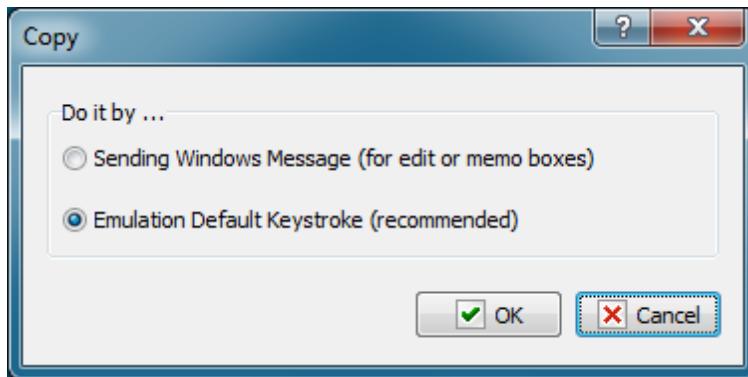 Copy
?
Do it by ...
Sending Windows Message (for edit or memo boxes)
Emulation Default Keystroke (recommended)
OK
Cancel